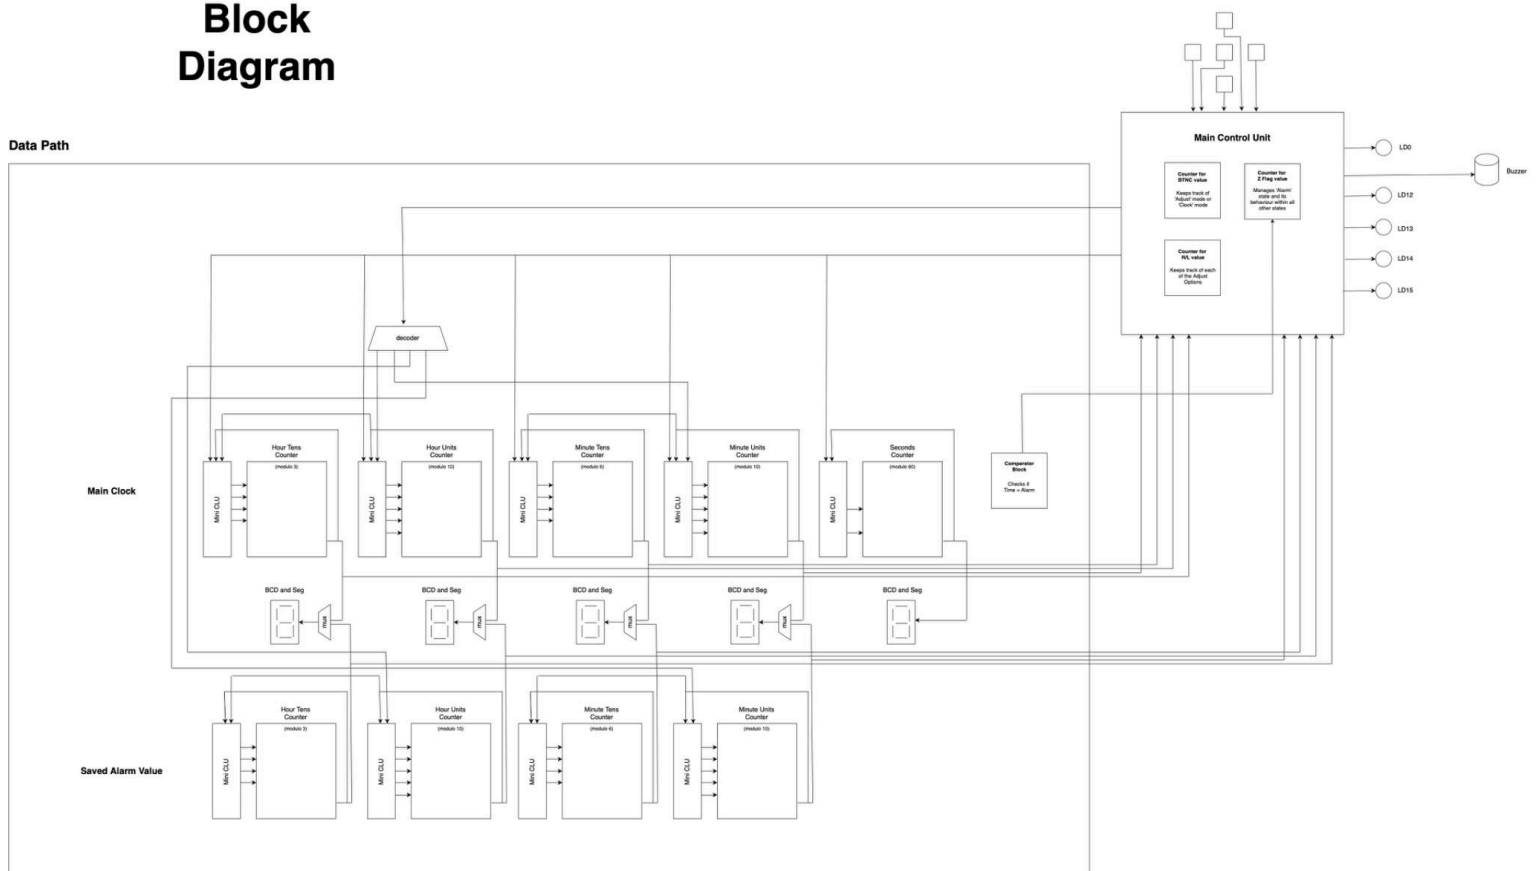 Block
Diagram
Data Path
Main Control Unit
Counter for
BTNC value
Keeps track of
'Adjust' mode or
'Clock' mode
Counter for
Z Flag value
Manages 'Alarm'
state and its
behaviour within all
other states
Counter for
R/L value
Keeps track of each
of the Adjust
Options
LD0
Buzzer
LD12
LD13
LD14
LD15
decoder
Main Clock
Hour Tens
Counter
(modulo 3)
Mini CLU
Hour Units
Counter
(modulo 10)
Mini CLU
Minute Tens
Counter
(modulo 6)
Mini CLU
Minute Units
Counter
(modulo 10)
Mini CLU
Seconds
Counter
(modulo 60)
Mini CLU
Comparator
Block
Checks if
Time = Alarm
BCD and Seg
mux
BCD and Seg
mux
BCD and Seg
mux
BCD and Seg
mux
BCD and Seg
Saved Alarm Value
Hour Tens
Counter
(modulo 3)
Mini CLU
Hour Units
Counter
(modulo 10)
Mini CLU
Minute Tens
Counter
(modulo 6)
Mini CLU
Minute Units
Counter
(modulo 10)
Mini CLU